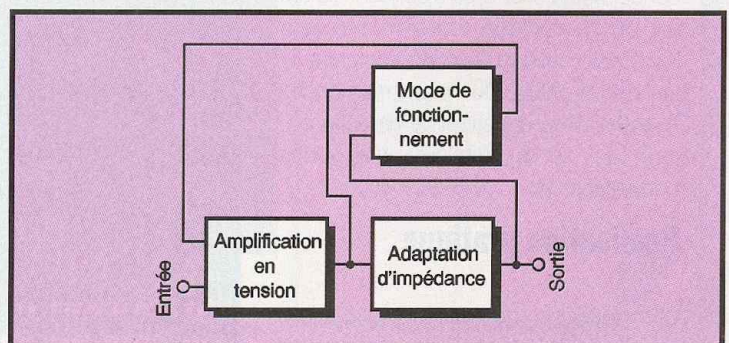 Mode de
fonction-
nement
Amplification
en
tension
Adaptation
d'impédance
Entrée
Sortie